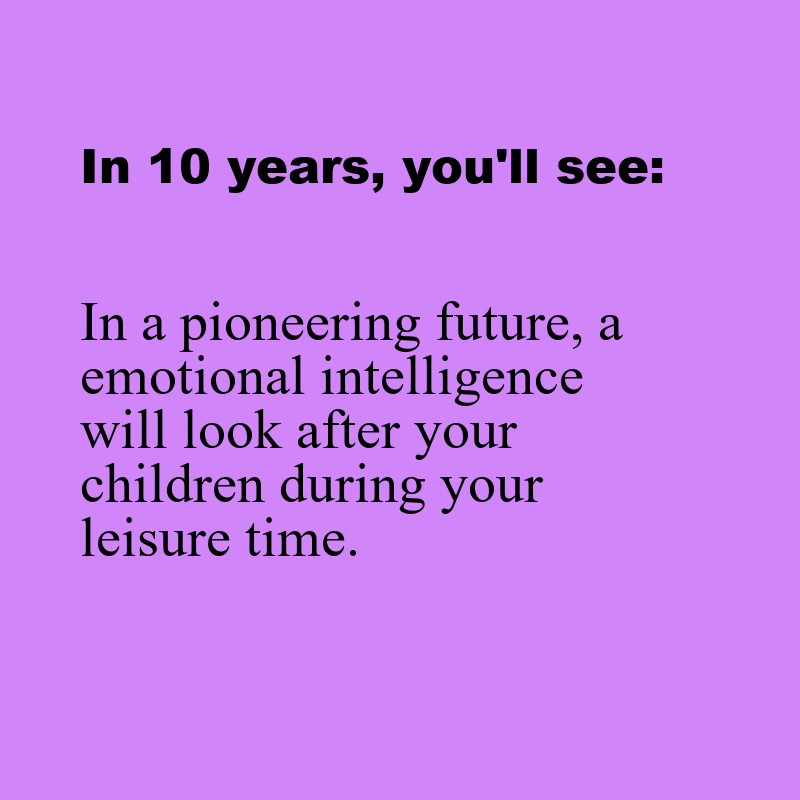 In 10 years, you'll see:
In a pioneering future, a
emotional intelligence
will look after your
children during your
leisure time.